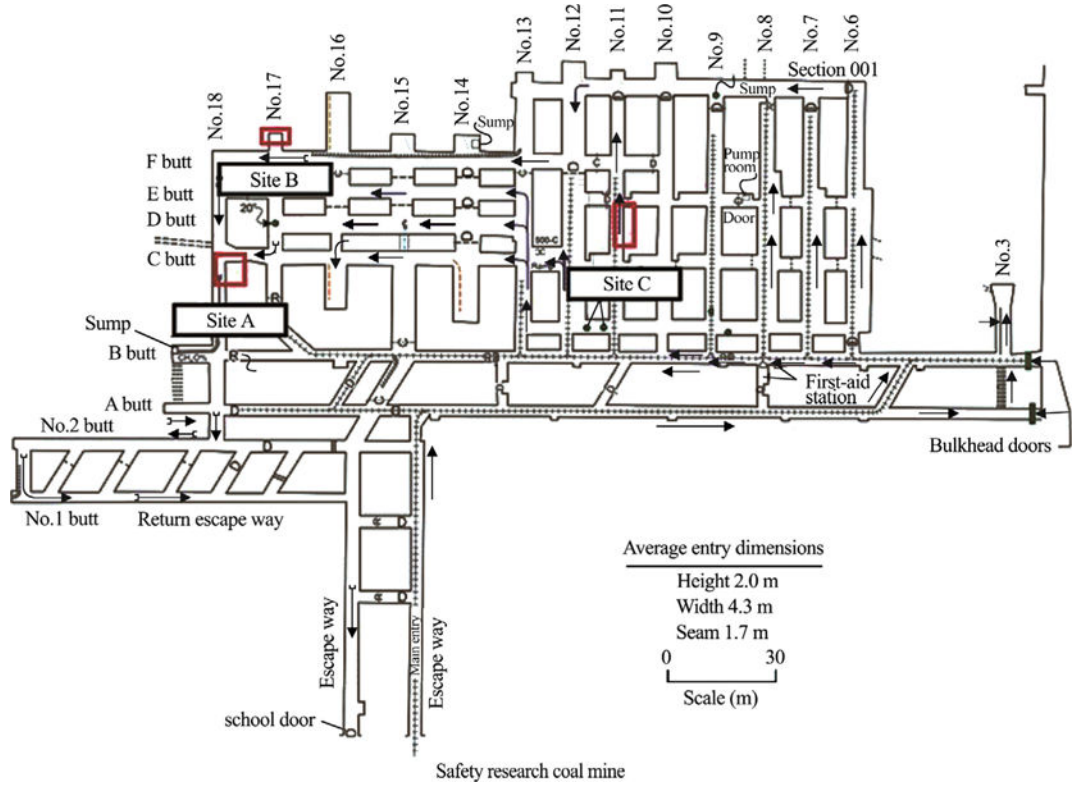 No.18
No.17
No.16
No.15
No.14
No.13
No.12
No.11
No.10
No.9
No.8
No.7
No.6
Section 001
Sump
Sump
F butt
Site B
E butt
Pump
room
D butt
20"
Door
C butt
No.3
Site C
Site A
Sump
B butt
First-aid
station
A butt
No.2 butt
Bulkhead doors
No.1 butt
Return escape way
Average entry dimensions
Height 2.0 m
Width 4.3 m
Seam 1.7 m
0 30
Scale (m)
Escape way
Main entry
Escape way
school door
Safety research coal mine